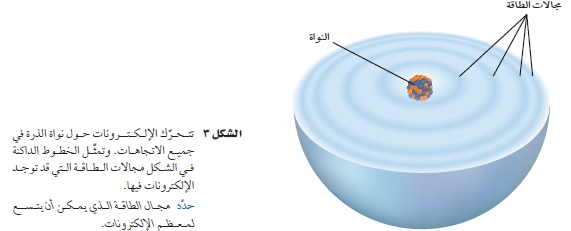 مجالات الطاقة
النواة
الشكل ٣ تتحرّك الإلكترونات حول نواة الذرة في
جميع الاتجاهات. وتمثّل الخطوط الداكنة
في الشكل مجالات الطاقة التي قد توجد
الإلكترونات فيها.
حدّد مجال الطاقة الذي يمكن أن يتسع
لمعظم الإلكترونات.